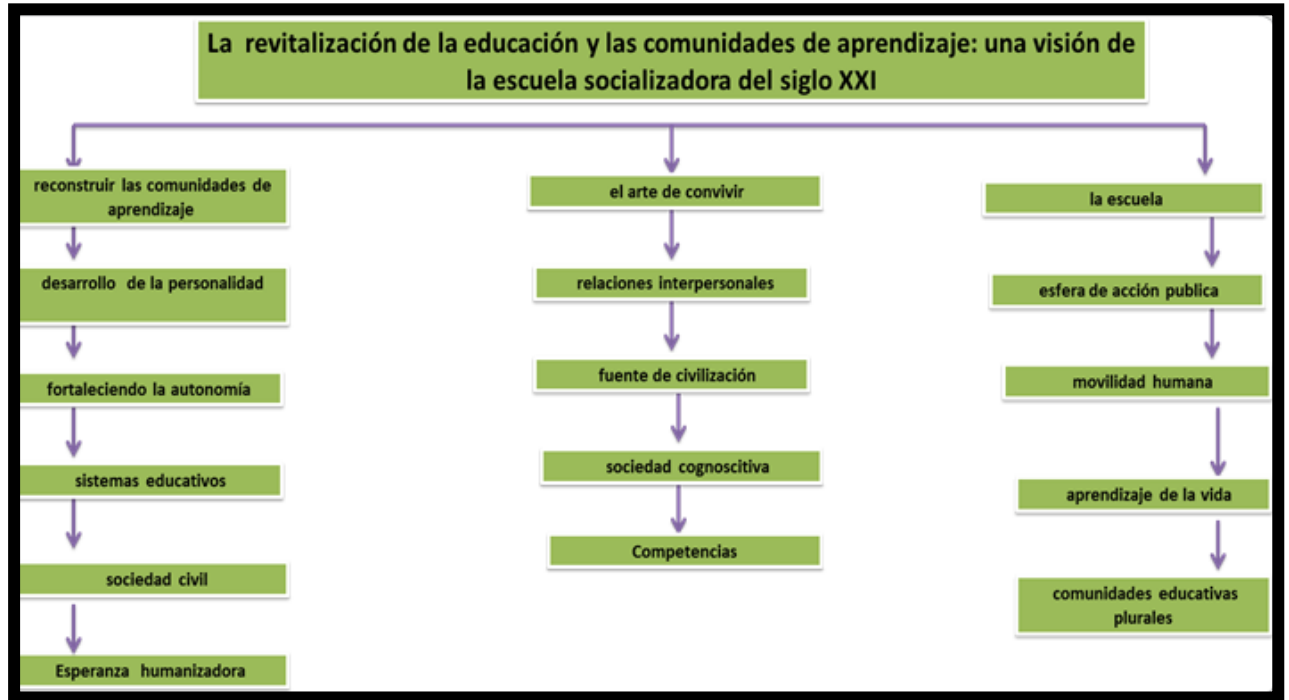 La revitalización de la educación y las comunidades de aprendizaje: una visión de
la escuela socializadora del siglo XXI
reconstruir las comunidades de
aprendizaje
desarrollo de la personalidad
fortaleciendo la autonomía
sistemas educativos
sociedad civil
Esperanza humanizadora
el arte de convivir
relaciones interpersonales
fuente de civilización
sociedad cognoscitiva
Competencias
la escuela
esfera de acción publica
movilidad humana
aprendizaje de la vida
comunidades educativas
plurales